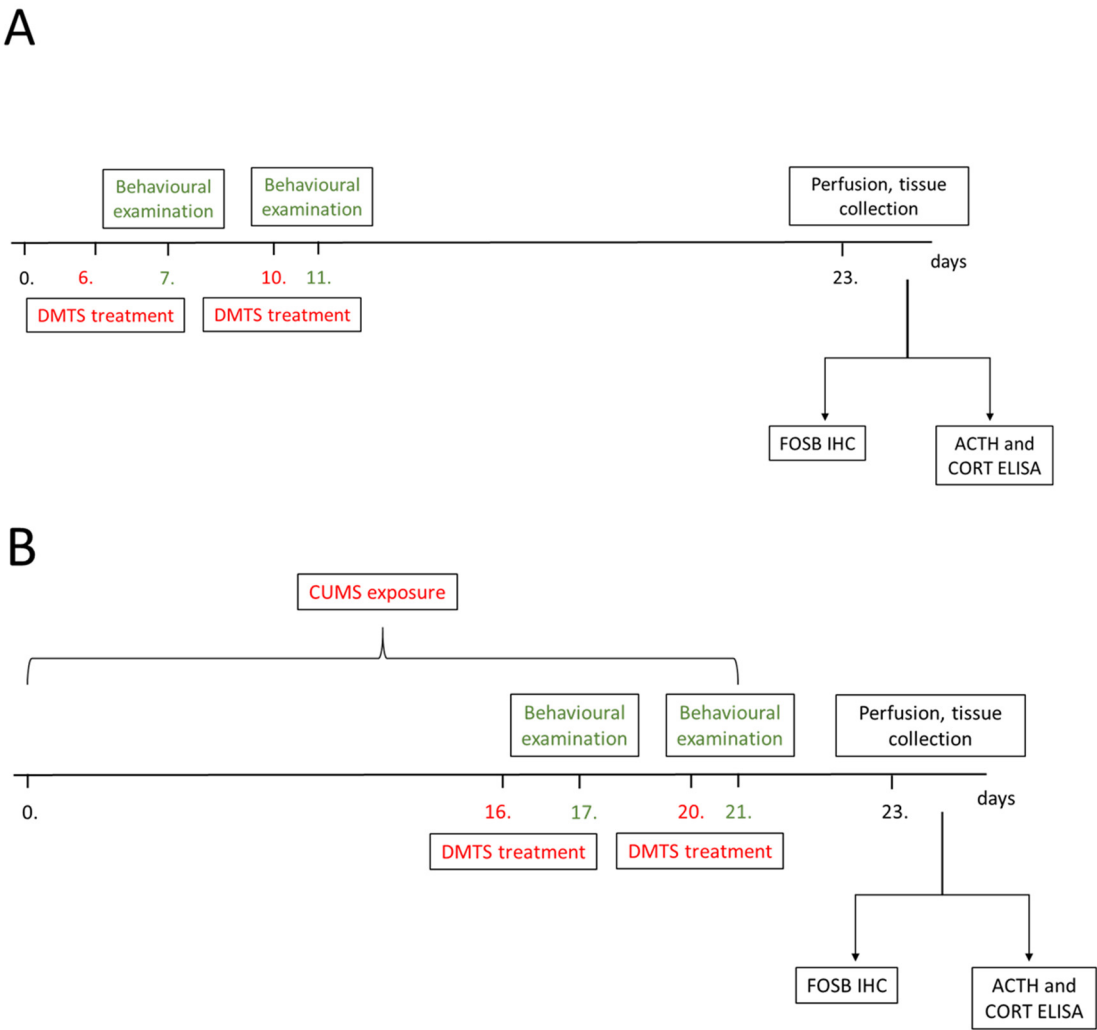 A
Behavioural
examination
Behavioural
examination
Perfusion, tissue
collection
0. 6. 7. 10. 11. 23. days
DMTS treatment DMTS treatment
FOSB IHC
ACTH and
CORT ELISA
B
CUMS exposure
Behavioural
examination
Behavioural
examination
Perfusion, tissue
collection
0. 16. 17. 20. 21. 23. days
DMTS treatment DMTS treatment
FOSB IHC
ACTH and
CORT ELISA